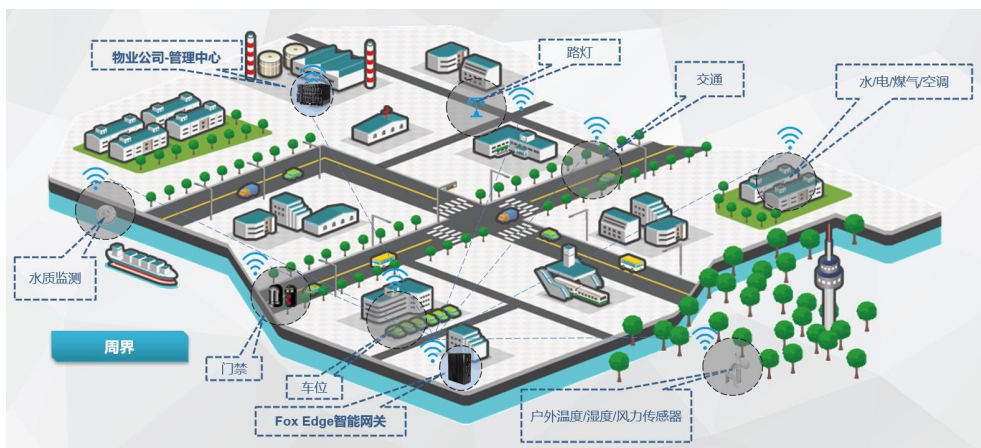 物业公司-管理中心
路灯
交通
水/电/煤气/空调
水质监测
周界
门禁
车位
Fox Edge智能网关
户外温度/湿度/风力传感器